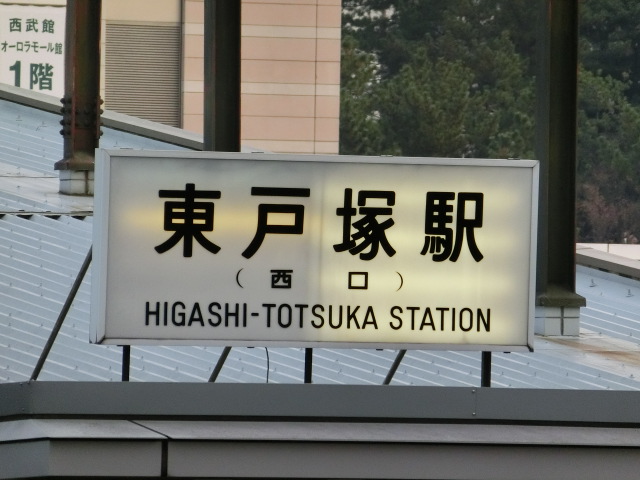 西武館
オーロラモール館
1階
東戸塚駅
（西口）
HIGASHI-TOTSUKA STATION